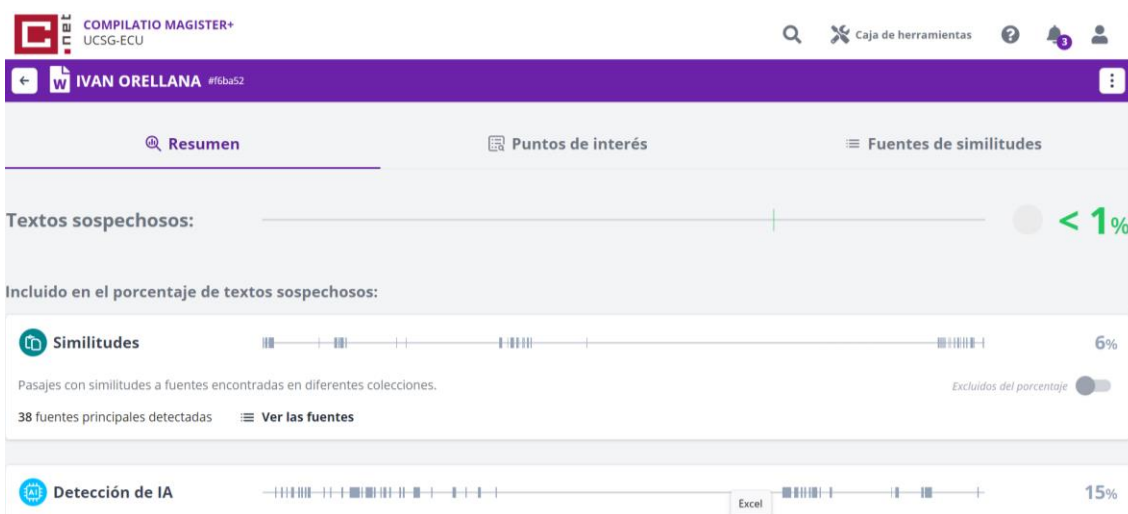 C.net
COMPILATIO MAGISTER+
UCSG-ECU
Caja de herramientas
?
3
W
IVAN ORELLANA #f6ba52
Resumen
Puntos de interés
Fuentes de similitudes
Textos sospechosos:
< 1%
Incluido en el porcentaje de textos sospechosos:
Similitudes
6%
Pasajes con similitudes a fuentes encontradas en diferentes colecciones.
Excluidos del porcentaje
38 fuentes principales detectadas
Ver las fuentes
AI
Detección de IA
Excel
15%